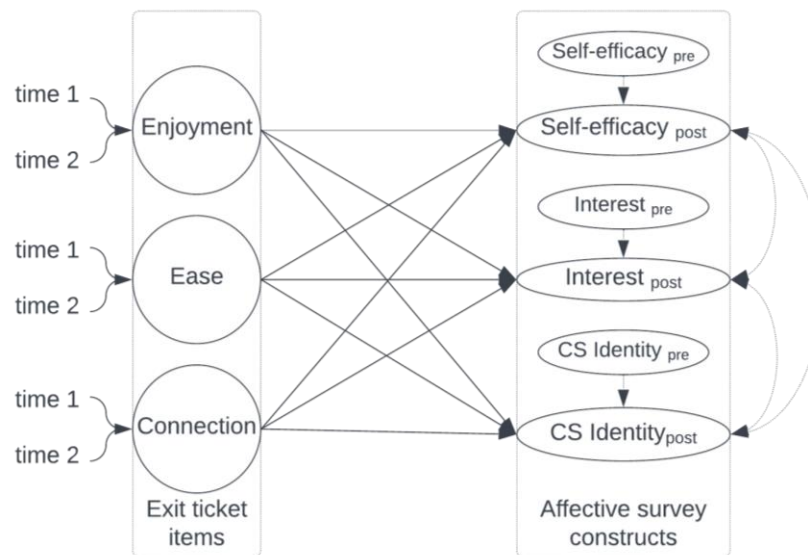 time 1
time 2
Enjoyment
time 1
time 2
Ease
time 1
time 2
Connection
Exit ticket
items
Self-efficacy pre
Self-efficacy post
Interest pre
Interest post
CS Identity pre
CS Identity post
Affective survey
constructs